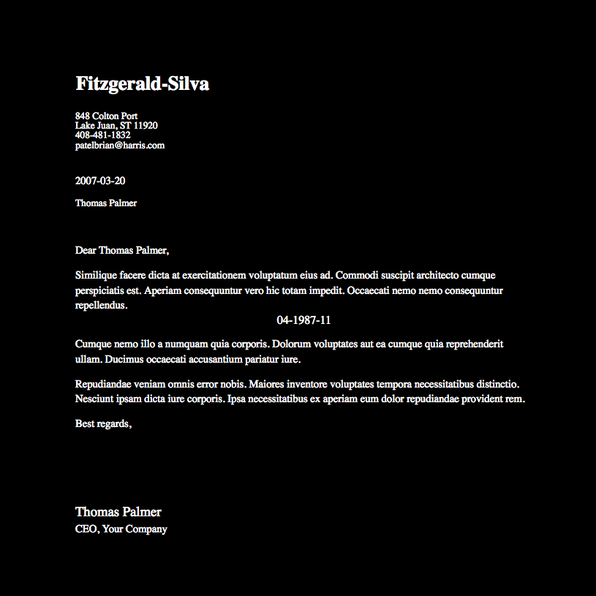 Fitzgerald-Silva
848 Colton Port
Lake Juan, ST 11920
408-481-1832
patelbrian@harris.com
2007-03-20
Thomas Palmer
Dear Thomas Palmer,
Similique facere dicta at exercitationem voluptatum eius ad. Commodi suscipit architecto cumque
perspiciatis est. Aperiam consequuntur vero hic totam impedit. Occaecati nemo nemo consequuntur
repellendus.
04-1987-11
Cumque nemo illo a numquam quia corporis. Dolorum voluptates aut ea cumque quia reprehenderit
ullam. Ducimus occaecati accusantium pariatur iure.
Repudiandae veniam omnis error nobis. Maiores inventore voluptates tempora necessitatibus distinctio.
Nesciunt ipsam dicta iure corporis. Ipsa necessitatibus ex aperiam eum dolor repudiandae provident rem.
Best regards,
Thomas Palmer
CEO, Your Company